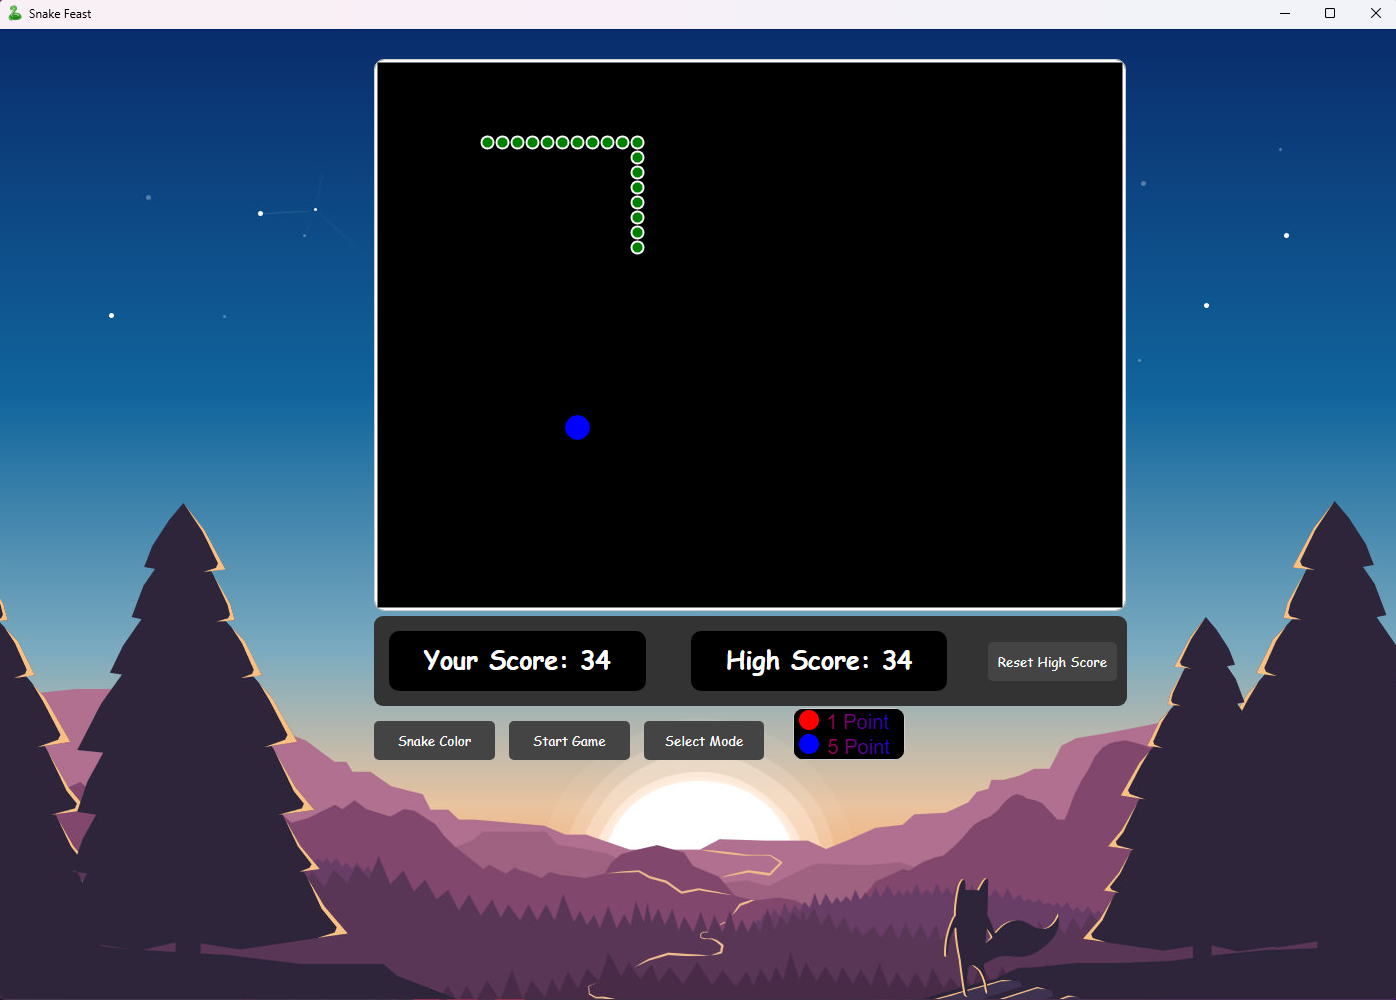 Snake Feast
Your Score: 34
High Score: 34
Reset High Score
Snake Color
Start Game
Select Mode
1 Point
5 Point